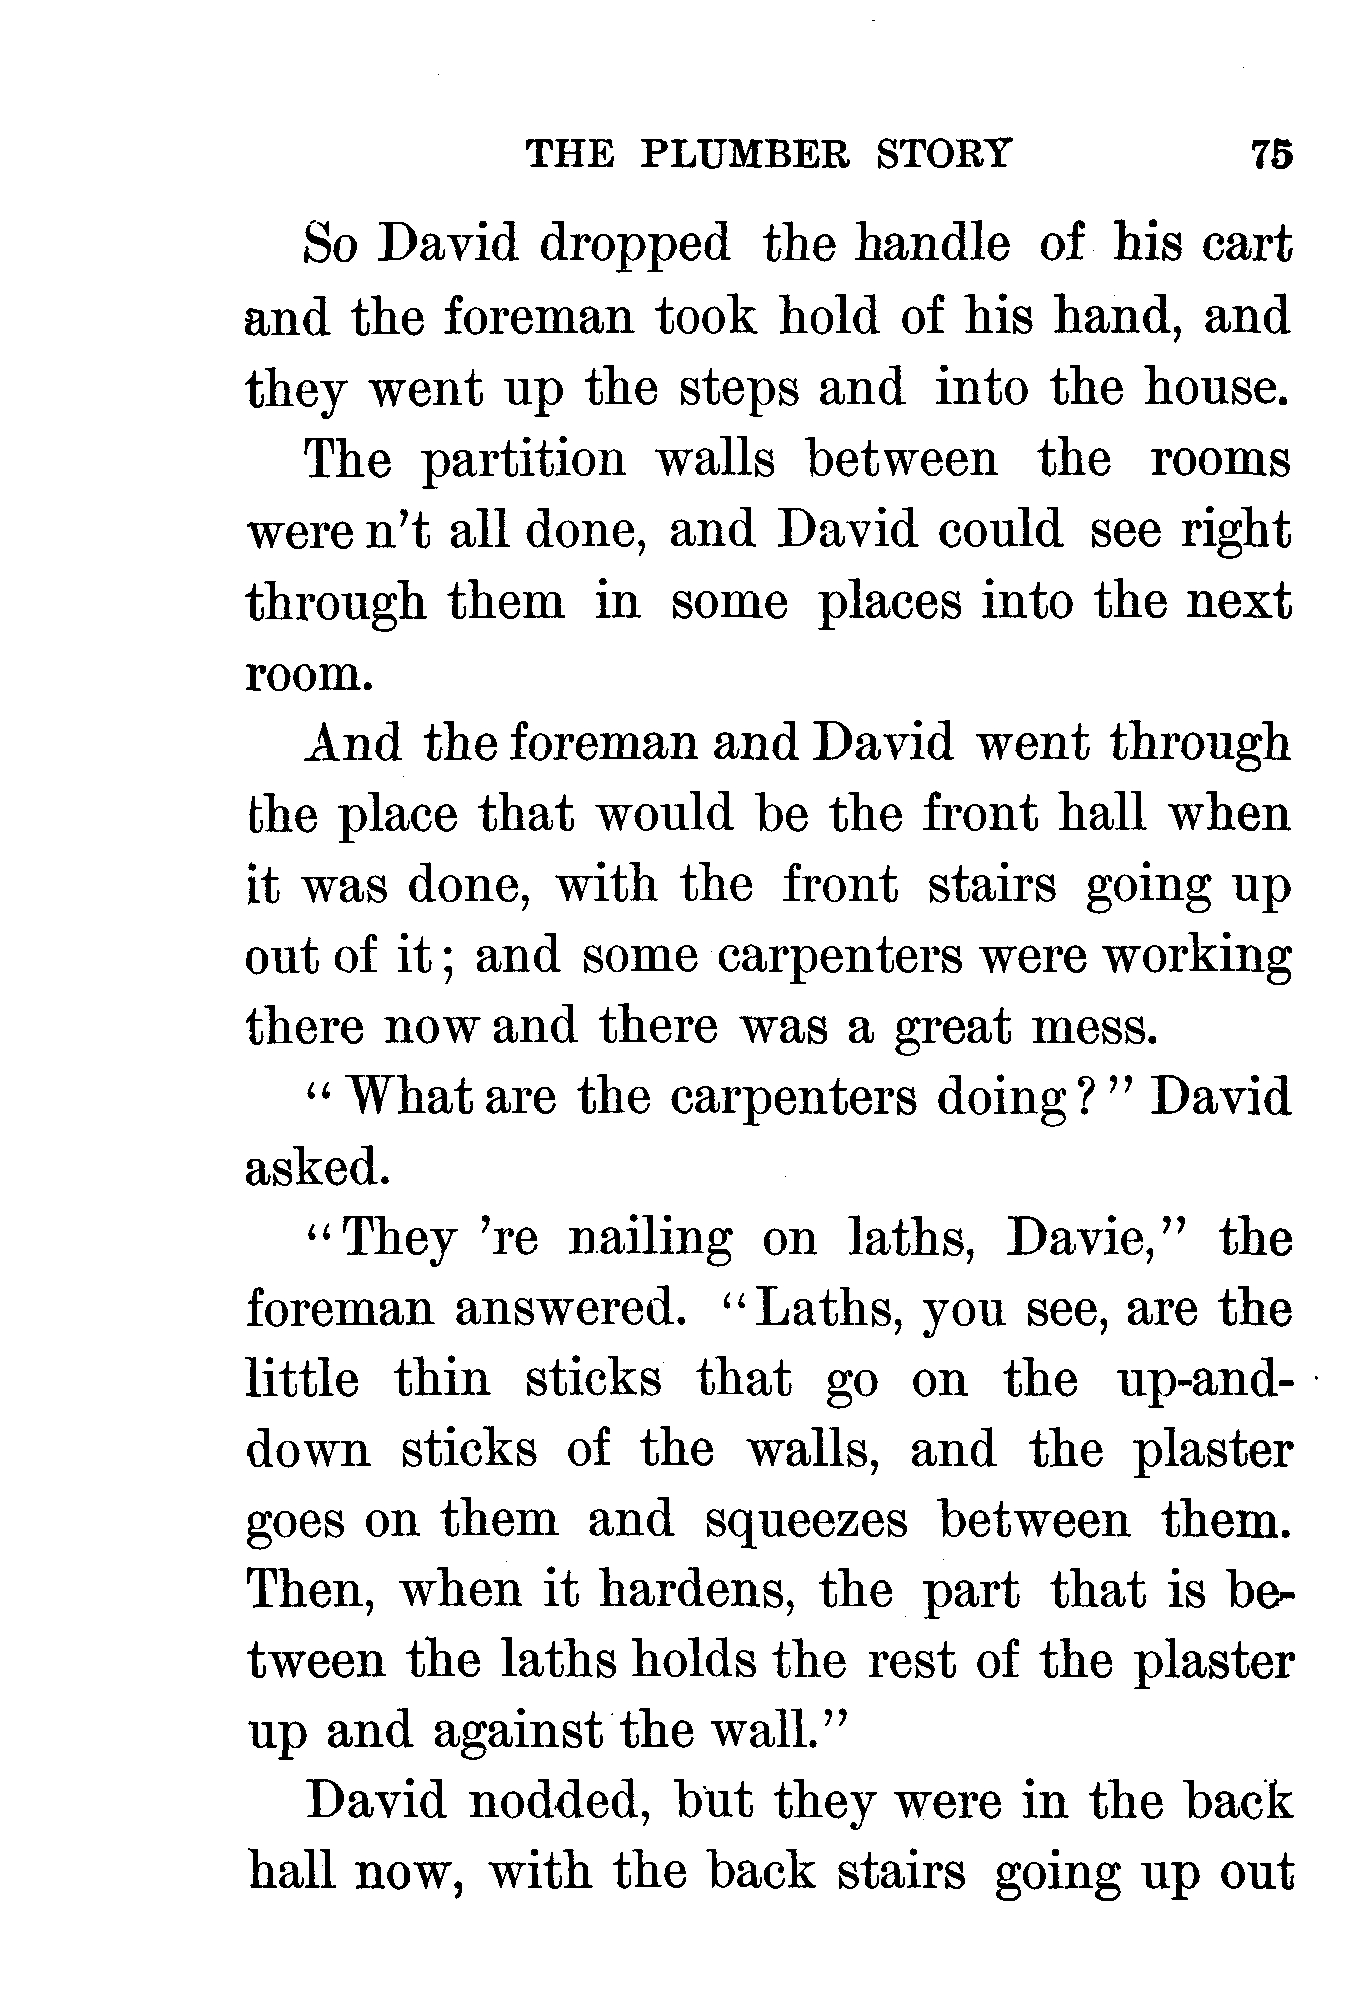 THE PLUMBER STORY 75
So David dropped the handle of his cart
and the foreman took hold of his hand, and
they went up the steps and into the house.
The partition walls between the rooms
were n't all done, and David could see right
through them in some places into the next
room.
And the foreman and David went through
the place that would be the front hall when
it was done, with the front stairs going up
out of it; and some carpenters were working
there now and there was a great mess.
"What are the carpenters doing?" David
asked.
"They 're nailing on laths, Davie," the
foreman answered. "Laths, you see, are the
little thin sticks that go on the up-and-
down sticks of the walls, and the plaster
goes on them and squeezes between them.
Then, when it hardens, the part that is be-
tween the laths holds the rest of the plaster
up and against the wall."
David nodded, but they were in the back
hall now, with the back stairs going up out